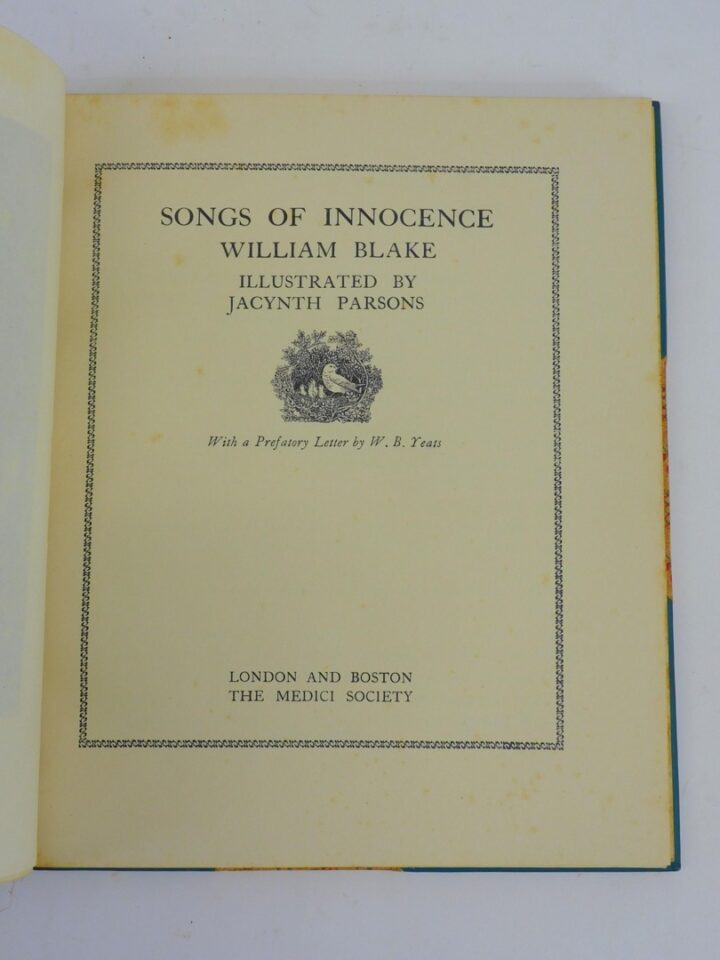 SONGS OF INNOCENCE
WILLIAM BLAKE
ILLUSTRATED BY
JACYNTH PARSONS
With a Prefatory Letter by W. B. Yeats
LONDON AND BOSTON
THE MEDICI SOCIETY